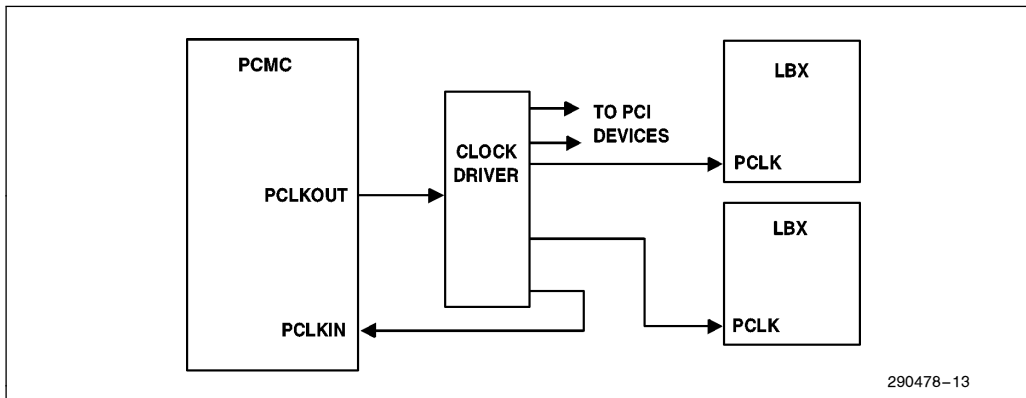 PCMC
PCLKOUT
PCLKIN
CLOCK
DRIVER
TO PCI
DEVICES
LBX
PCLK
LBX
PCLK
290478–13